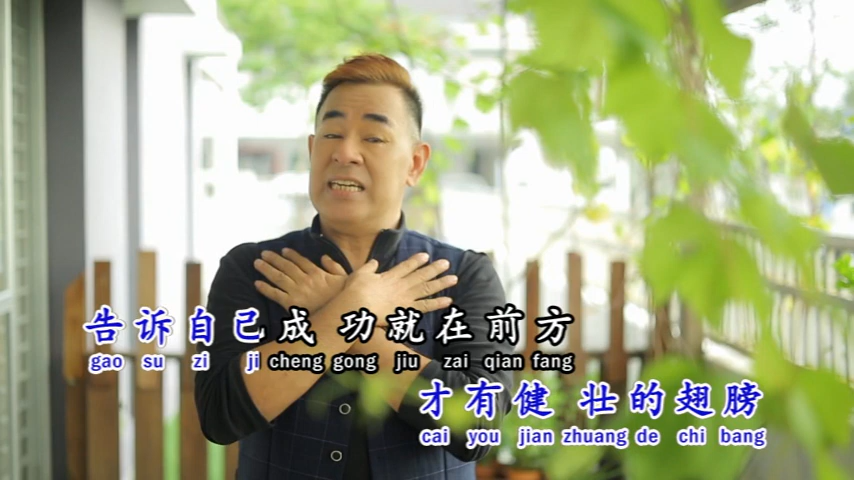 告诉自己成功就在前方
gao su zi ji cheng gong jiu zai qian fang
才有健壮的翅膀
cai you jian zhuang de chi bang